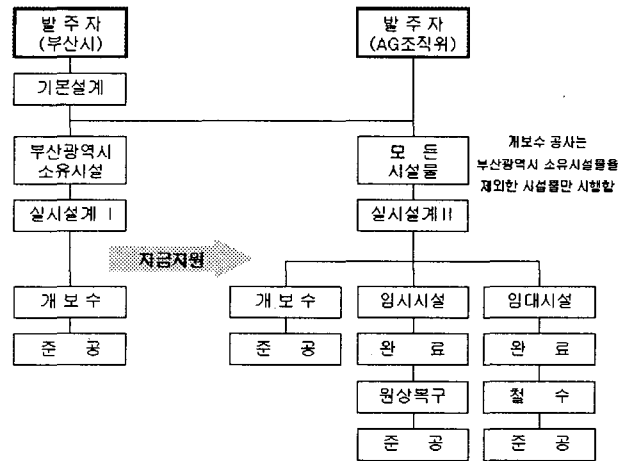 발 주 자
(부산시)
발 주 자
(AG조직위)
기본설계
부산광역시
소유시설
모 든
시설물
개보수 공사는
부산광역시 소유시설물을
제외한 시설물만 시행함
실시설계 I
실시설계 II
자금지원
개 보 수
개 보 수
임시시설
임대시설
준 공
준 공
완 료
완 료
원상복구
철 수
준 공
준 공